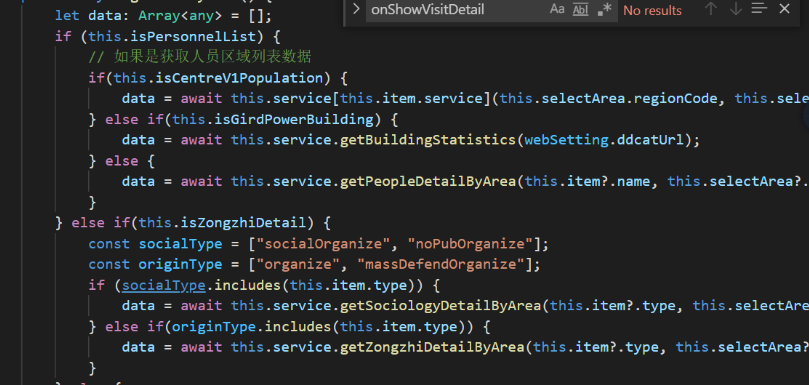 onShowVisitDetail
Aa
Ab
No results
let data: Array<any> = [];
if (this.isPersonnelList) {
// 如果是获取人员区域列表数据
if(this.isCentreV1Population) {
data = await this.service[this.item.service](this.selectArea.regionCode, this.sele
} else if(this.isGirdPowerBuilding) {
data = await this.service.getBuildingStatistics(webSetting.ddcatUrl);
} else {
data = await this.service.getPeopleDetailByArea(this.item?.name, this.selectArea?.
}
} else if(this.isZongzhiDetail) {
const socialType = ["socialOrganize", "noPubOrganize"];
const originType = ["organize", "massDefendOrganize"];
if (socialType.includes(this.item.type)) {
data = await this.service.getSociologyDetailByArea(this.item?.type, this.selectAre
} else if(originType.includes(this.item.type)) {
data = await this.service.getZongzhiDetailByArea(this.item?.type, this.selectArea?
}